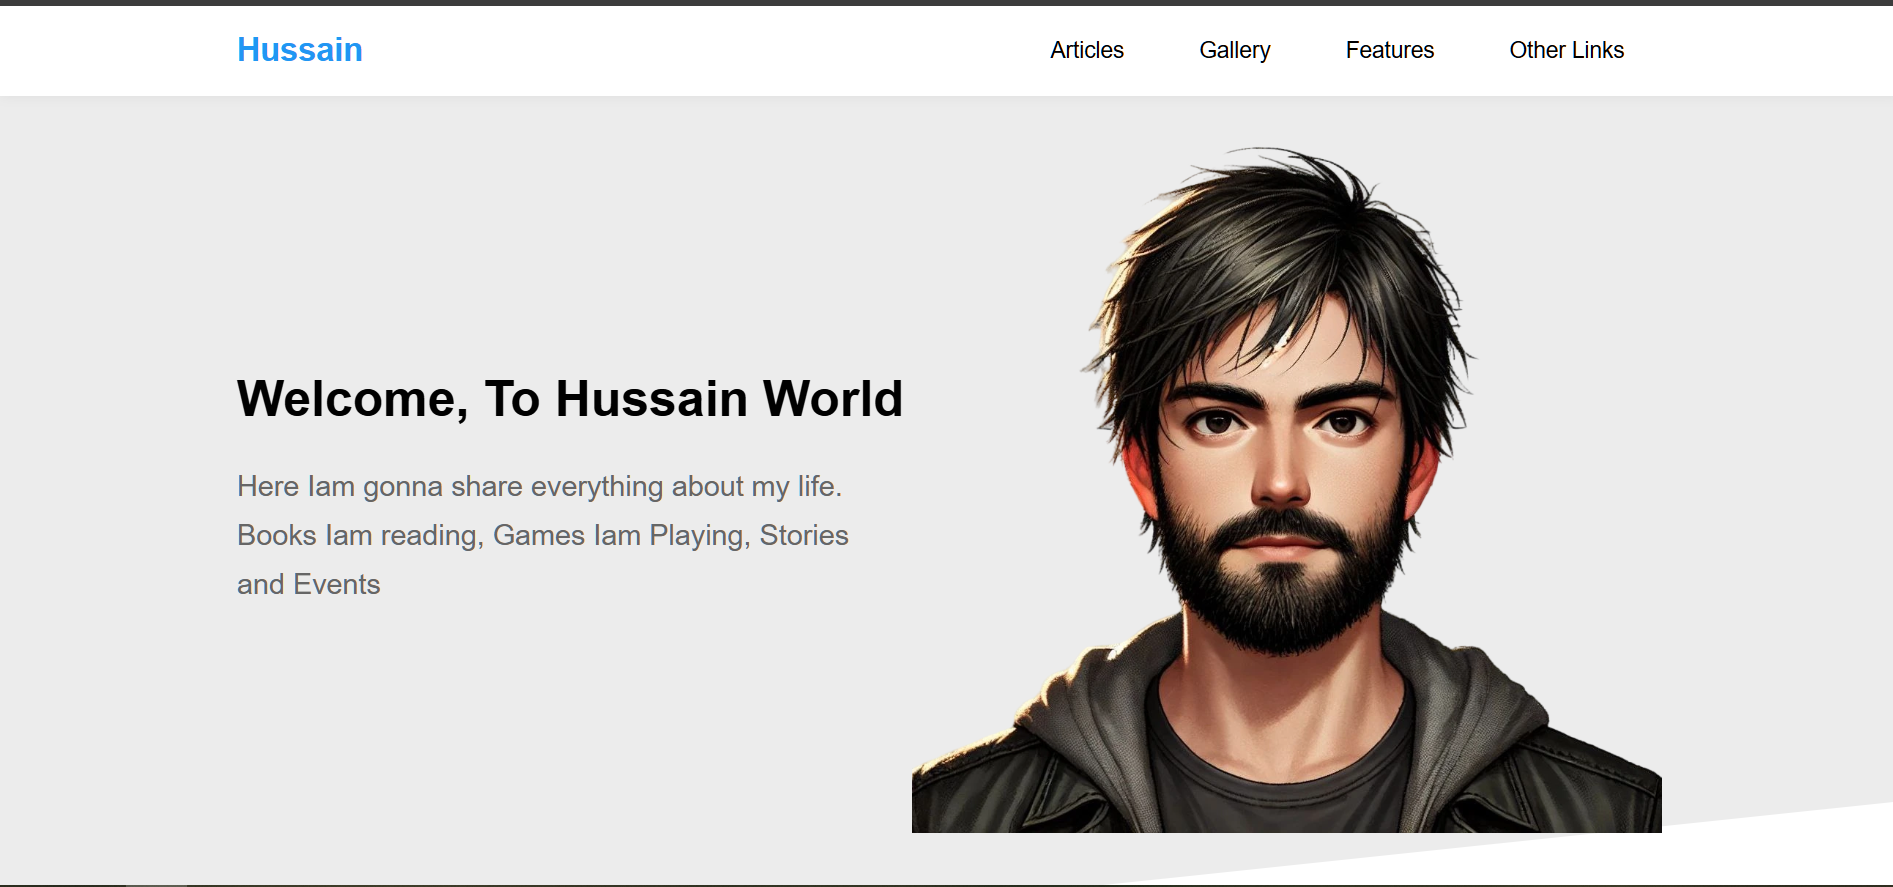 Hussain
Articles Gallery Features Other Links
Welcome, To Hussain World
Here Iam gonna share everything about my life.
Books Iam reading, Games Iam Playing, Stories
and Events